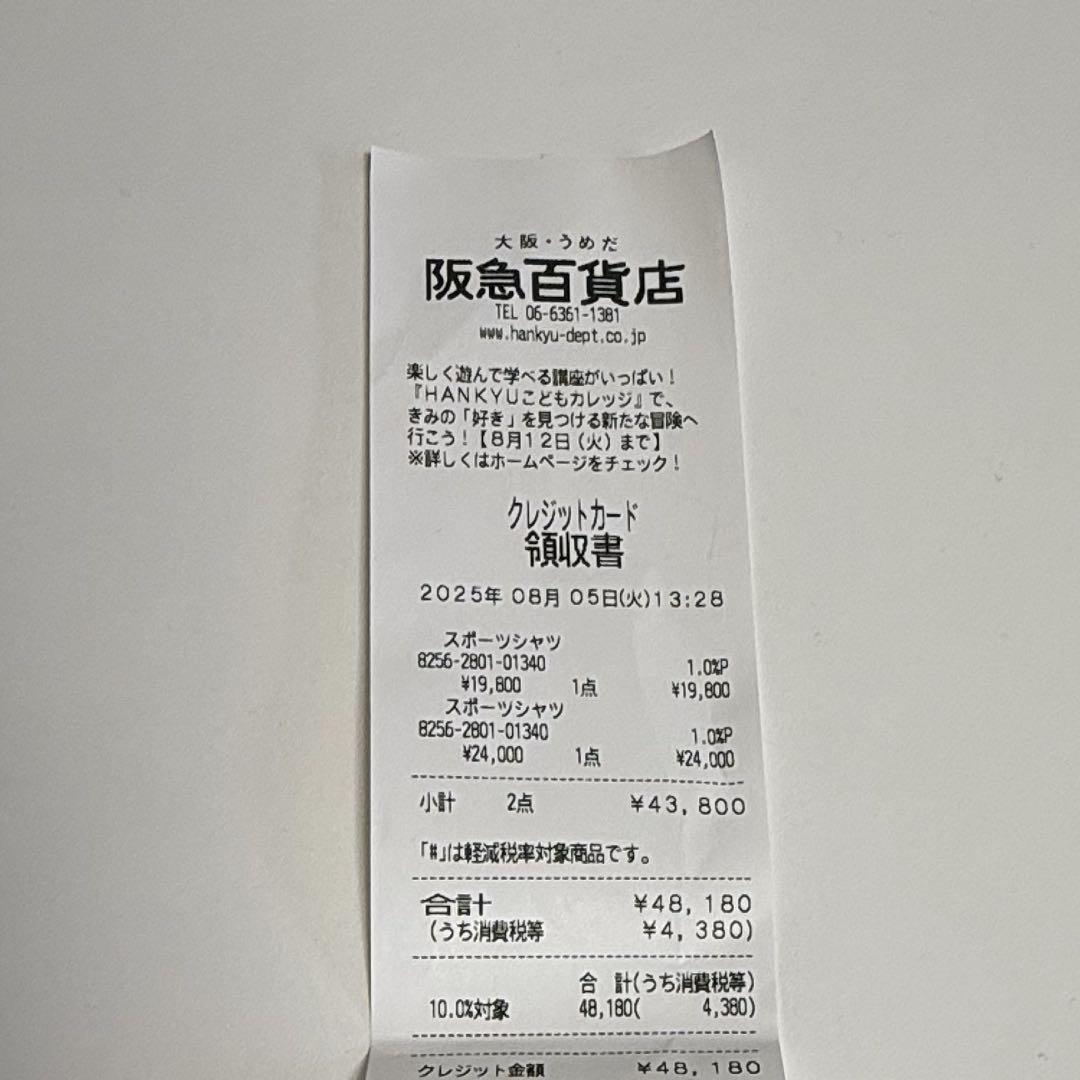 大阪・うめだ
阪急百貨店
TEL 06-6361-1381
www.hankyu-dept.co.jp
楽しく遊んで学べる講座がいっぱい！
『HANKYUこどもカレッジ』で、
きみの「好き」を見つける新たな冒険へ
行こう！【8月12日（火）まで】
※詳しくはホームページをチェック！
クレジットカード
領収書
2025年 08月 05日(火)13:28
スポーツシャツ
8256-2801-01340 1.0%P
¥19,800 1点 ¥19,800
スポーツシャツ
8256-2801-01340 1.0%P
¥24,000 1点 ¥24,000
小計 2点 ¥43,800
「#」は軽減税率対象商品です。
合計 ¥48,180
(うち消費税等 ¥4,380)
合 計(うち消費税等)
10.0%対象 48,180( 4,380)
クレジット金額 ¥48,180